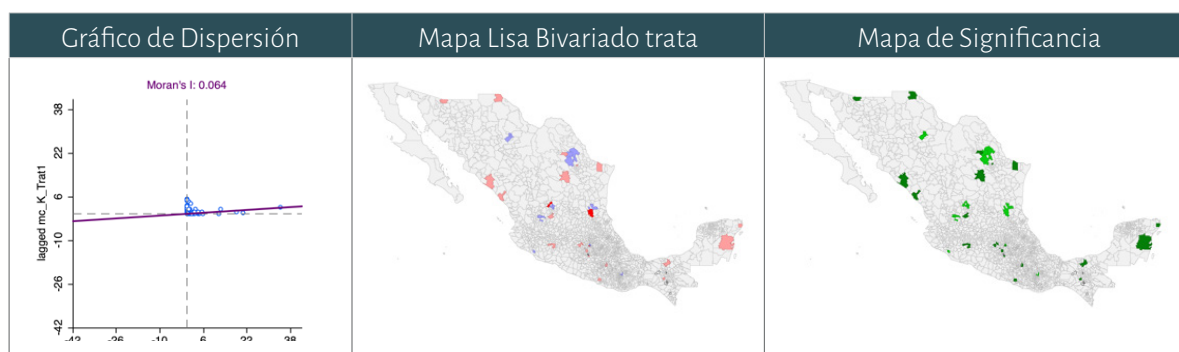 Gráfico de Dispersión
Mapa Lisa Bivariado trata
Mapa de Significancia
Moran's I: 0.064
lagged mc_K_Trat1
38
22
6
-10
-26
-42
-42 -26 -10 6 22 38